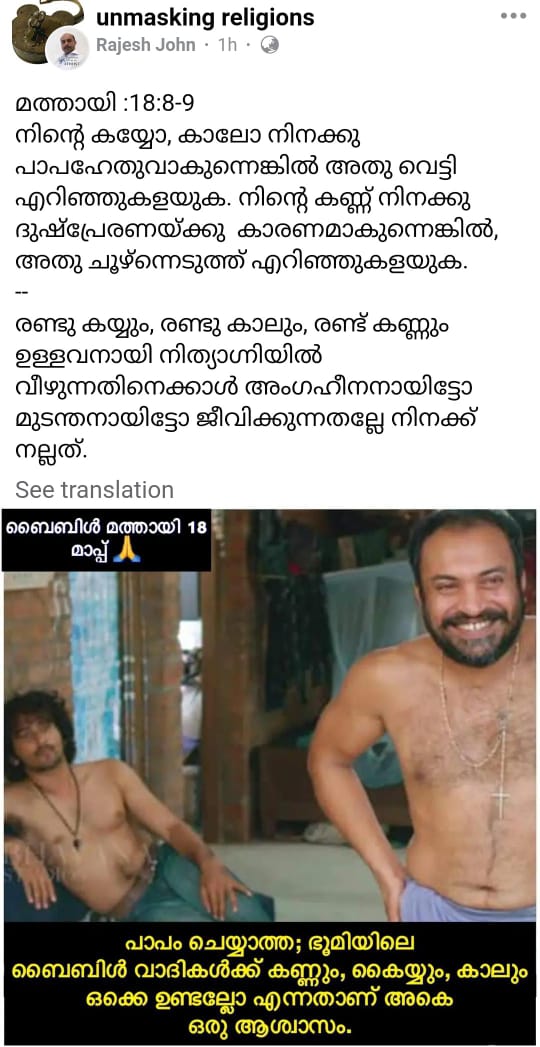 unmasking religions
Rajesh John · 1h ·
മത്തായി :18:8-9
നിന്റെ കയ്യോ, കാലോ നിനക്കു
പാപഹേതുവാകുന്നെങ്കിൽ അതു വെട്ടി
എറിഞ്ഞുകളയുക. നിന്റെ കണ്ണ് നിനക്കു
ദുഷ്പ്രേരണയ്ക്കു കാരണമാകുന്നെങ്കിൽ,
അതു ചൂഴ്ന്നെടുത്ത് എറിഞ്ഞുകളയുക.
--
രണ്ടു കയ്യും, രണ്ടു കാലും, രണ്ട് കണ്ണും
ഉള്ളവനായി നിത്യാഗ്നിയിൽ
വീഴുന്നതിനെക്കാൾ അംഗഹീനനായിട്ടോ
മുടന്തനായിട്ടോ ജീവിക്കുന്നതല്ലേ നിനക്ക്
നല്ലത്.
See translation
ബൈബിൾ മത്തായി 18
മാപ്പ് 🙏
പാപം ചെയ്യാത്ത; ഭൂമിയിലെ
ബൈബിൾ വാദികൾക്ക് കണ്ണും, കൈയ്യും, കാലും
ഒക്കെ ഉണ്ടല്ലോ എന്നതാണ് അകെ
ഒരു ആശ്വാസം.